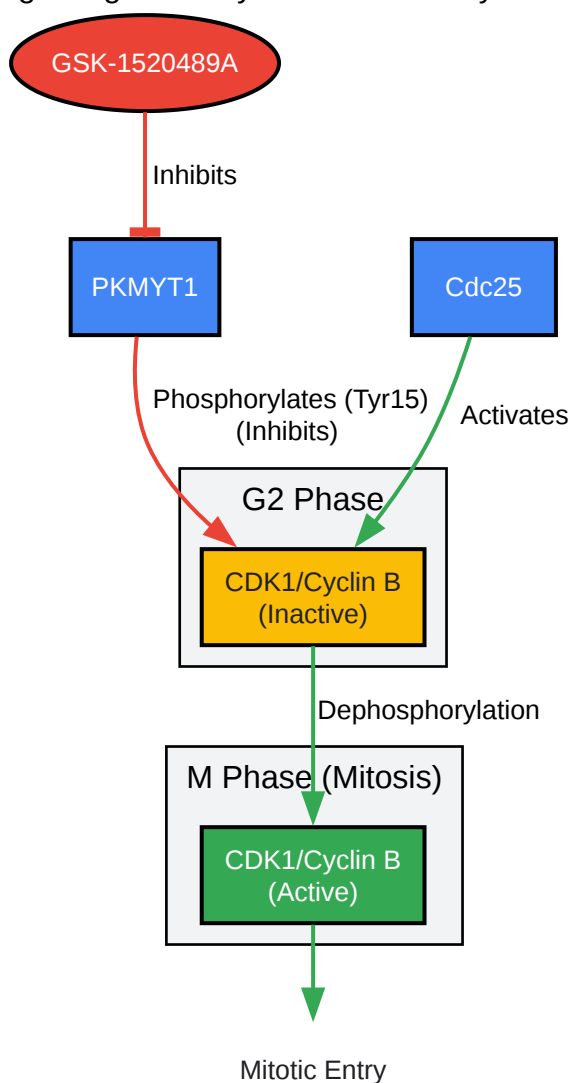 GSK-1520489A
Inhibits
PKMYT1
Cdc25
Phosphorylates (Tyr15)
(Inhibits)
Activates
G2 Phase
CDK1/Cyclin B
(Inactive)
Dephosphorylation
M Phase (Mitosis)
CDK1/Cyclin B
(Active)
Mitotic Entry